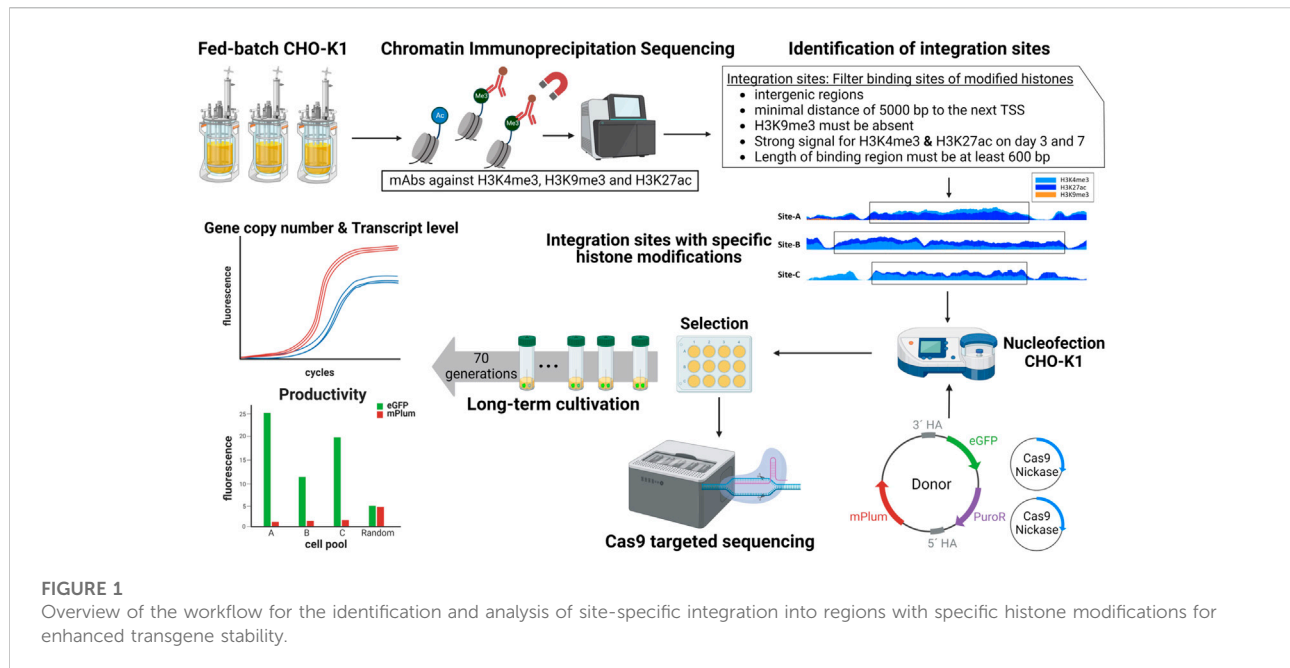 Fed-batch CHO-K1
Chromatin Immunoprecipitation Sequencing
Ac
Me3
Me3
mAbs against H3K4me3, H3K9me3 and H3K27ac
Identification of integration sites
Integration sites: Filter binding sites of modified histones
• intergenic regions
• minimal distance of 5000 bp to the next TSS
• H3K9me3 must be absent
• Strong signal for H3K4me3 & H3K27ac on day 3 and 7
• Length of binding region must be at least 600 bp
H3K4me3
H3K27ac
H3K9me3
Site-A
Site-B
Site-C
Integration sites with specific
histone modifications
Nucleofection
CHO-K1
3´ HA
eGFP
Donor
mPlum
PuroR
5´ HA
Cas9
Nickase
Cas9
Nickase
Selection
1 2 3 4
Cas9 targeted sequencing
70
generations
...
Long-term cultivation
Gene copy number & Transcript level
fluorescence
cycles
Productivity
eGFP
mPlum
fluorescence
25
20
15
10
5
0
A B C Random
cell pool
FIGURE 1
Overview of the workflow for the identification and analysis of site-specific integration into regions with specific histone modifications for
enhanced transgene stability.